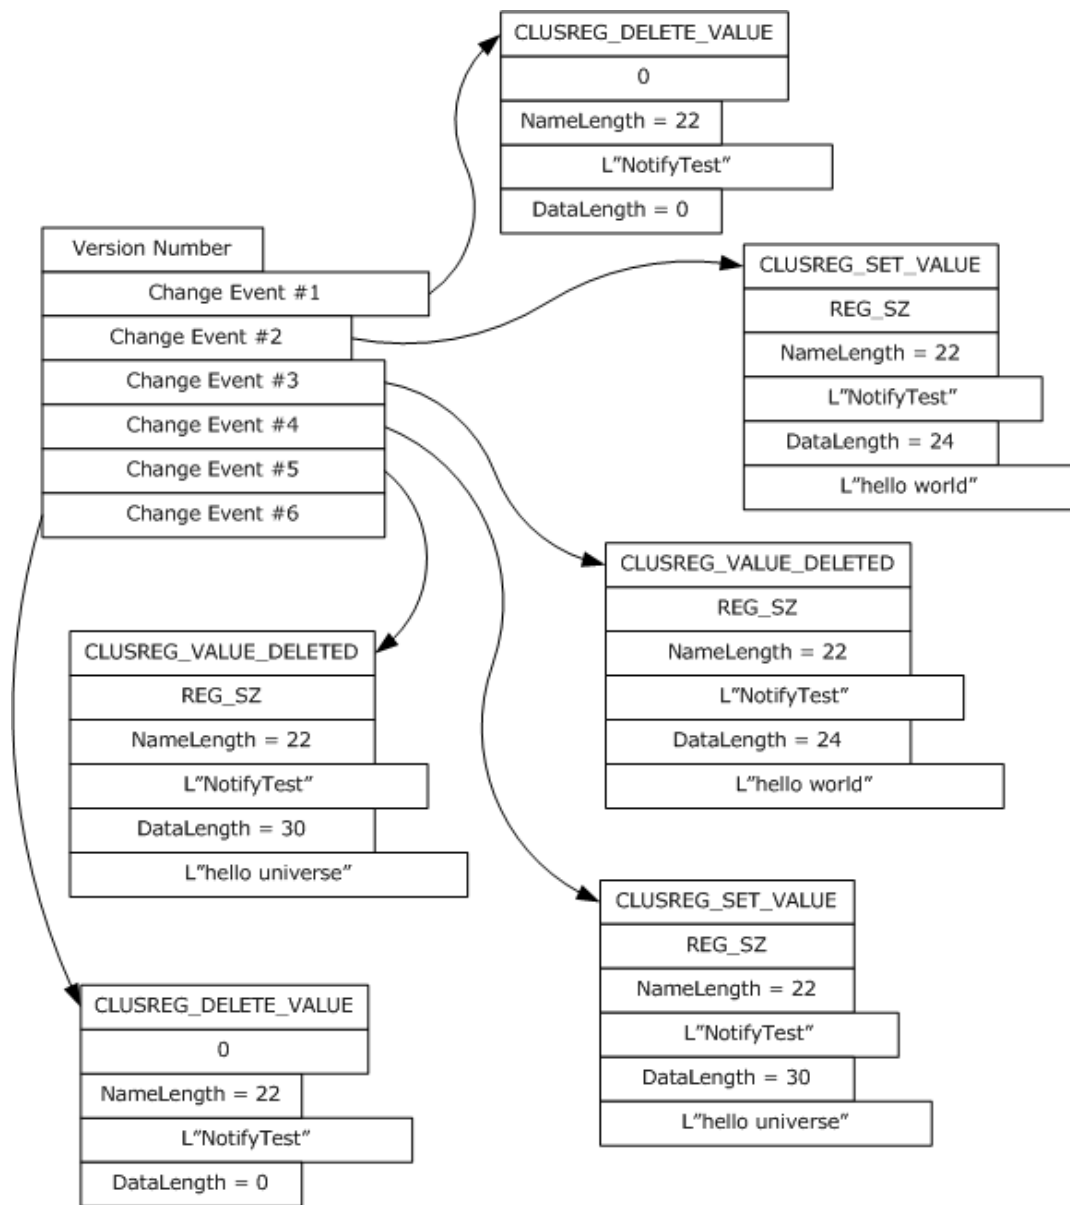 CLUSREG_DELETE_VALUE
0
NameLength = 22
L”NotifyTest”
DataLength = 0
Version Number
Change Event #1
Change Event #2
Change Event #3
Change Event #4
Change Event #5
Change Event #6
CLUSREG_SET_VALUE
REG_SZ
NameLength = 22
L”NotifyTest”
DataLength = 24
L”hello world”
CLUSREG_VALUE_DELETED
REG_SZ
NameLength = 22
L”NotifyTest”
DataLength = 24
L”hello world”
CLUSREG_VALUE_DELETED
REG_SZ
NameLength = 22
L”NotifyTest”
DataLength = 30
L”hello universe”
CLUSREG_SET_VALUE
REG_SZ
NameLength = 22
L”NotifyTest”
DataLength = 30
L”hello universe”
CLUSREG_DELETE_VALUE
0
NameLength = 22
L”NotifyTest”
DataLength = 0